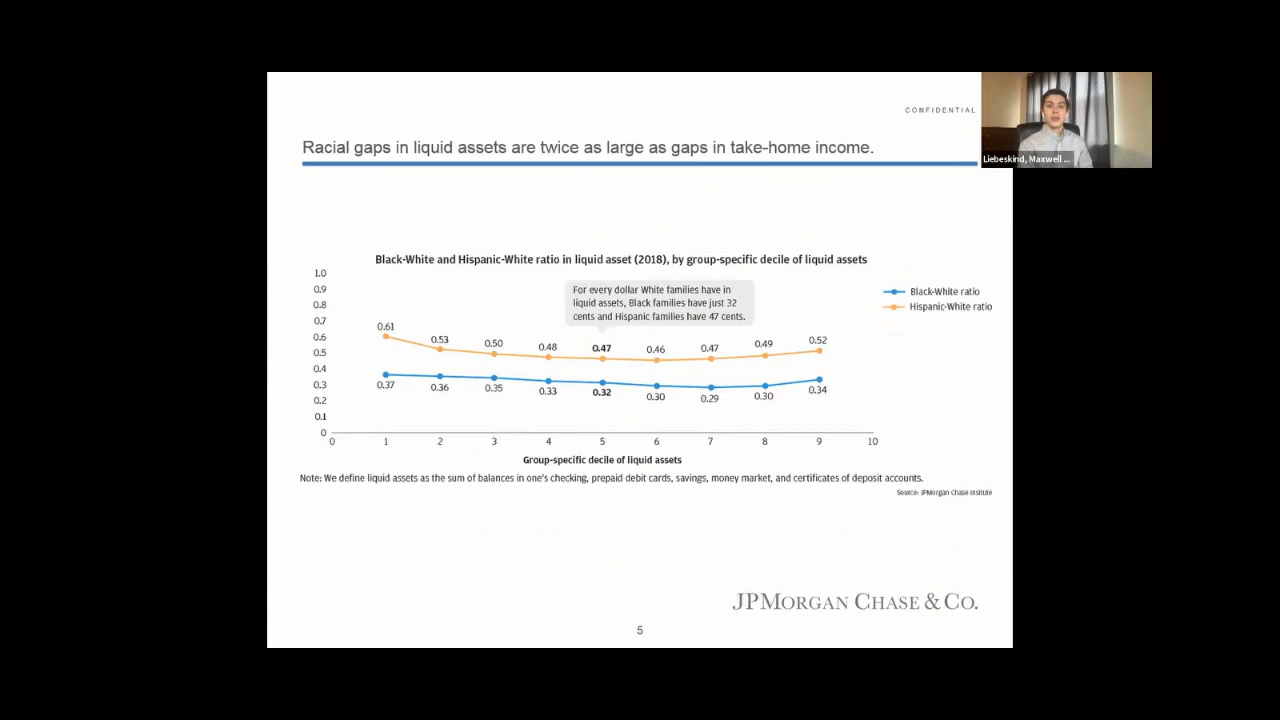 CONFIDENTIAL
Racial gaps in liquid assets are twice as large as gaps in take-home income.
Liebeskind, Maxwell ...
Black-White and Hispanic-White ratio in liquid asset (2018), by group-specific decile of liquid assets
1.0
0.9
0.8
0.7
0.6
0.5
0.4
0.3
0.2
0.1
0
For every dollar White families have in
liquid assets, Black families have just 32
cents and Hispanic families have 47 cents.
Black-White ratio
Hispanic-White ratio
0.61 0.53 0.50 0.48 0.47 0.46 0.47 0.49 0.52
0.37 0.36 0.35 0.33 0.32 0.30 0.29 0.30 0.34
0 1 2 3 4 5 6 7 8 9 10
Group-specific decile of liquid assets
Note: We define liquid assets as the sum of balances in one's checking, prepaid debit cards, savings, money market, and certificates of deposit accounts.
Source: JPMorgan Chase Insitute
JPMORGAN CHASE & CO.
5